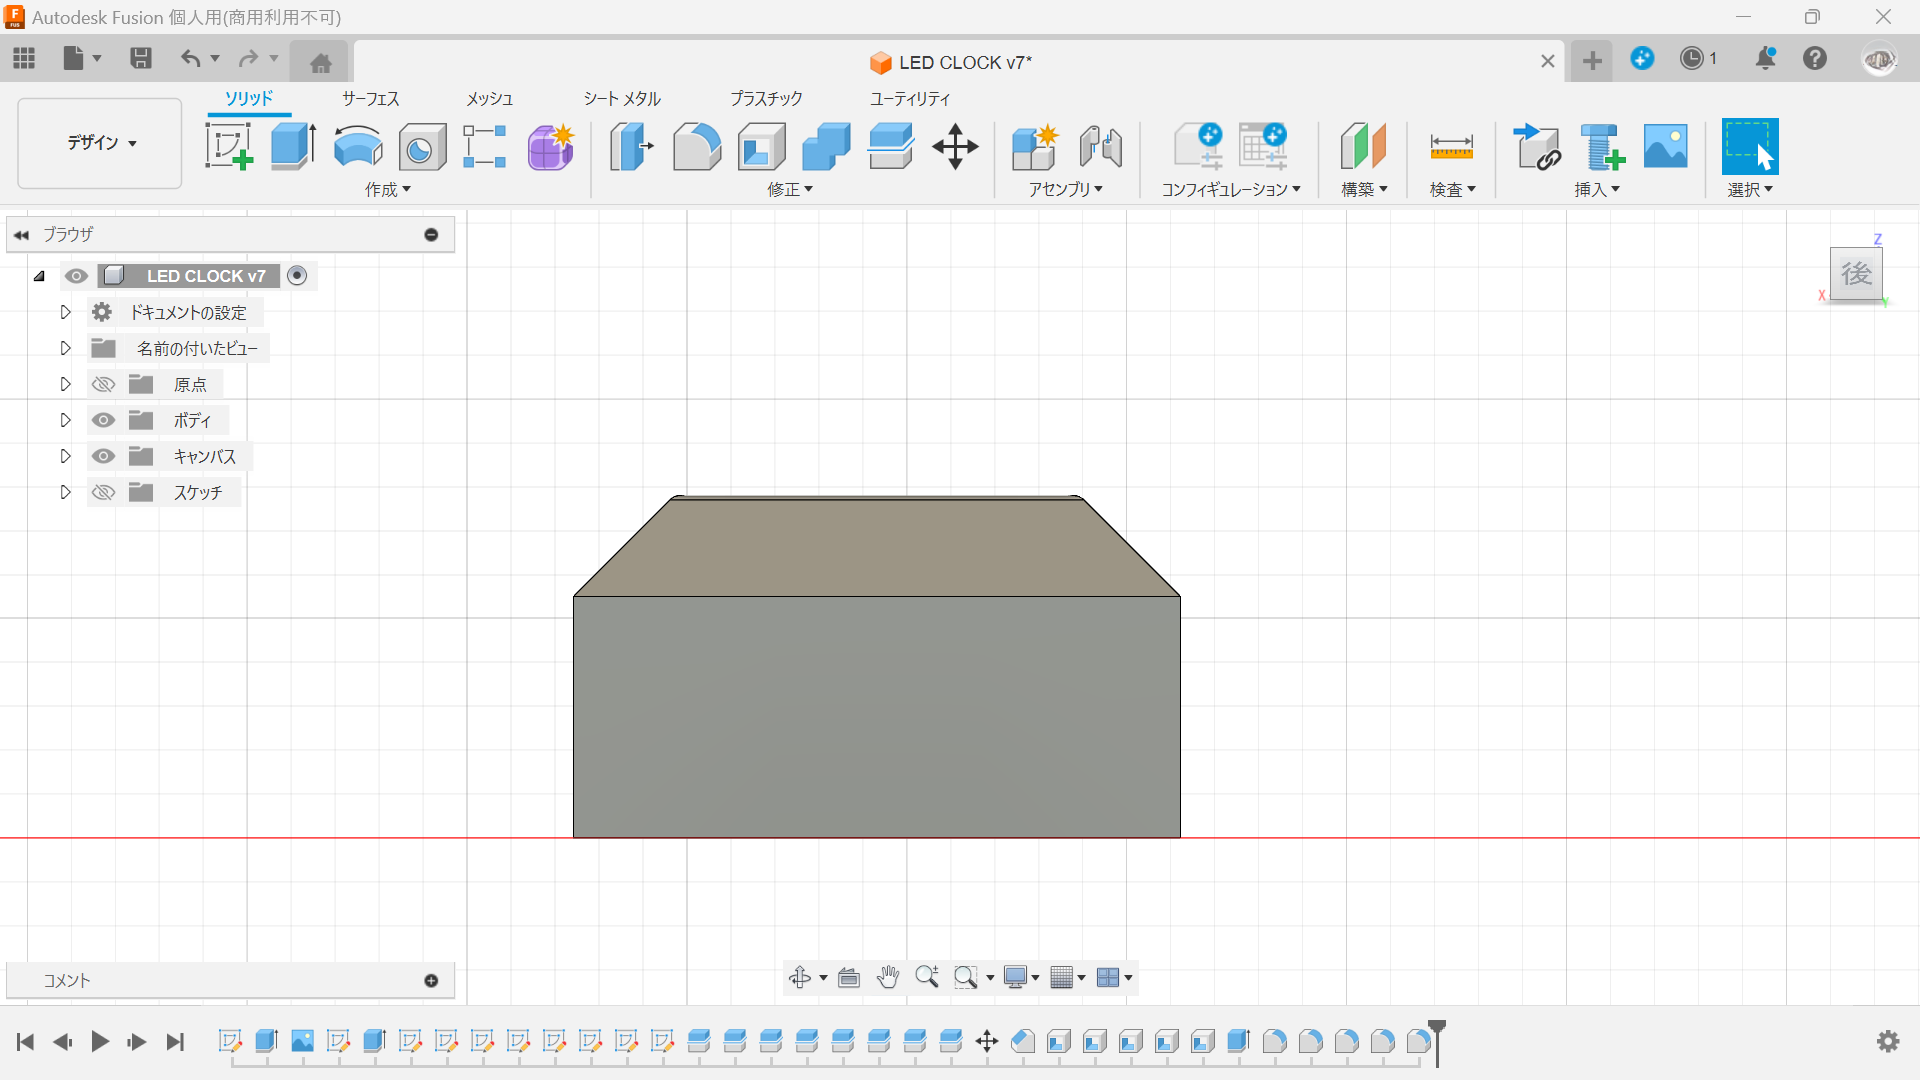 Autodesk Fusion 個人用(商用利用不可)
LED CLOCK v7*
1
デザイン
ソリッド
サーフェス
メッシュ
シート メタル
プラスチック
ユーティリティ
作成
修正
アセンブリ
コンフィギュレーション
構築
検査
挿入
選択
ブラウザ
LED CLOCK v7
ドキュメントの設定
名前の付いたビュー
原点
ボディ
キャンバス
スケッチ
Z
後
X
Y
コメント